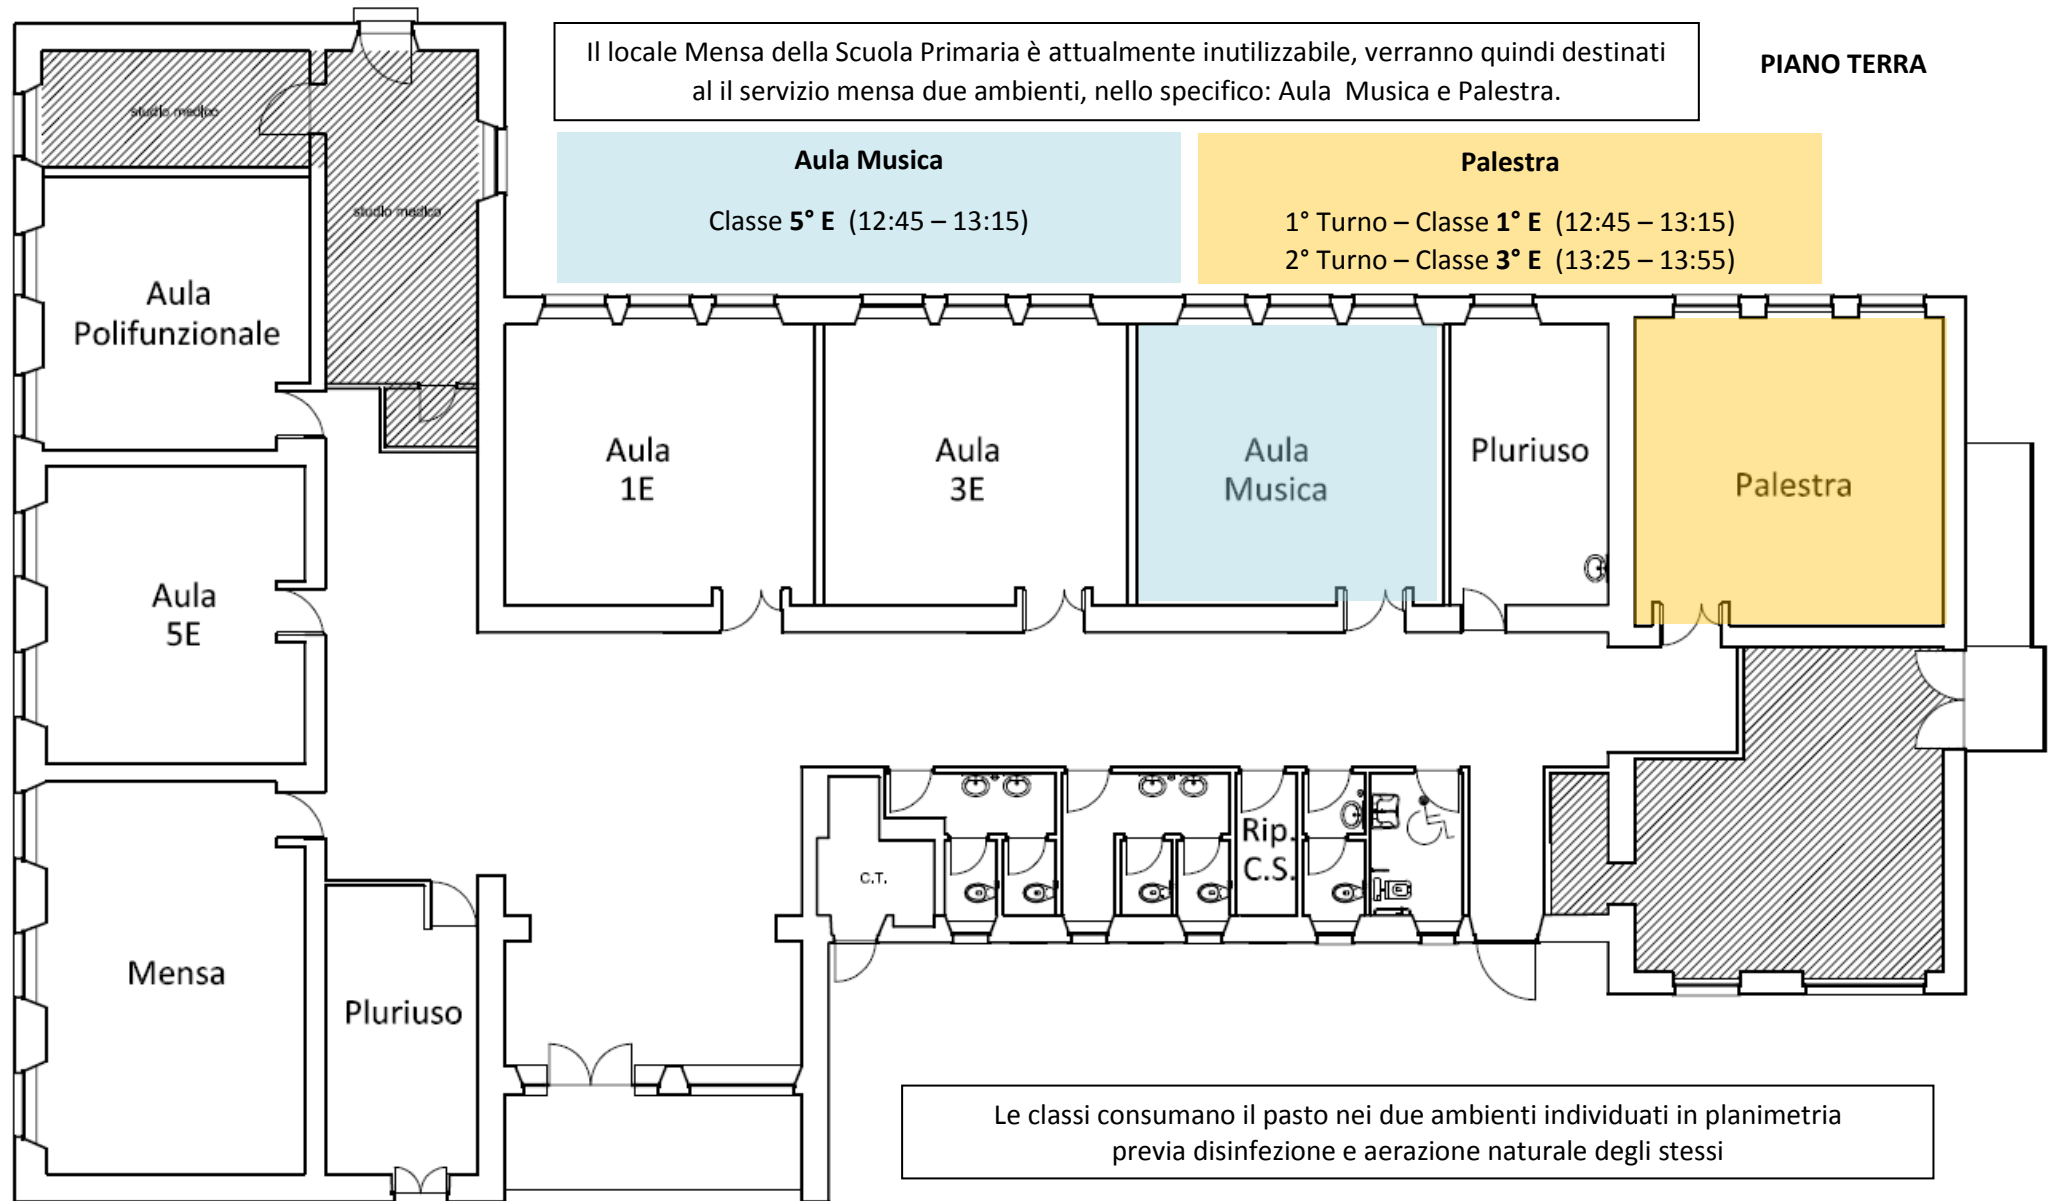 Il locale Mensa della Scuola Primaria è attualmente inutilizzabile, verranno quindi destinati
al il servizio mensa due ambienti, nello specifico: Aula Musica e Palestra.
PIANO TERRA
Aula Musica
Classe 5° E (12:45 – 13:15)
Palestra
1° Turno – Classe 1° E (12:45 – 13:15)
2° Turno – Classe 3° E (13:25 – 13:55)
studio medico
studio medico
Aula
Polifunzionale
Aula
1E
Aula
3E
Aula
Musica
Pluriuso
Palestra
Aula
5E
Rip.
C.S.
C.T.
Mensa
Pluriuso
Le classi consumano il pasto nei due ambienti individuati in planimetria
previa disinfezione e aerazione naturale degli stessi